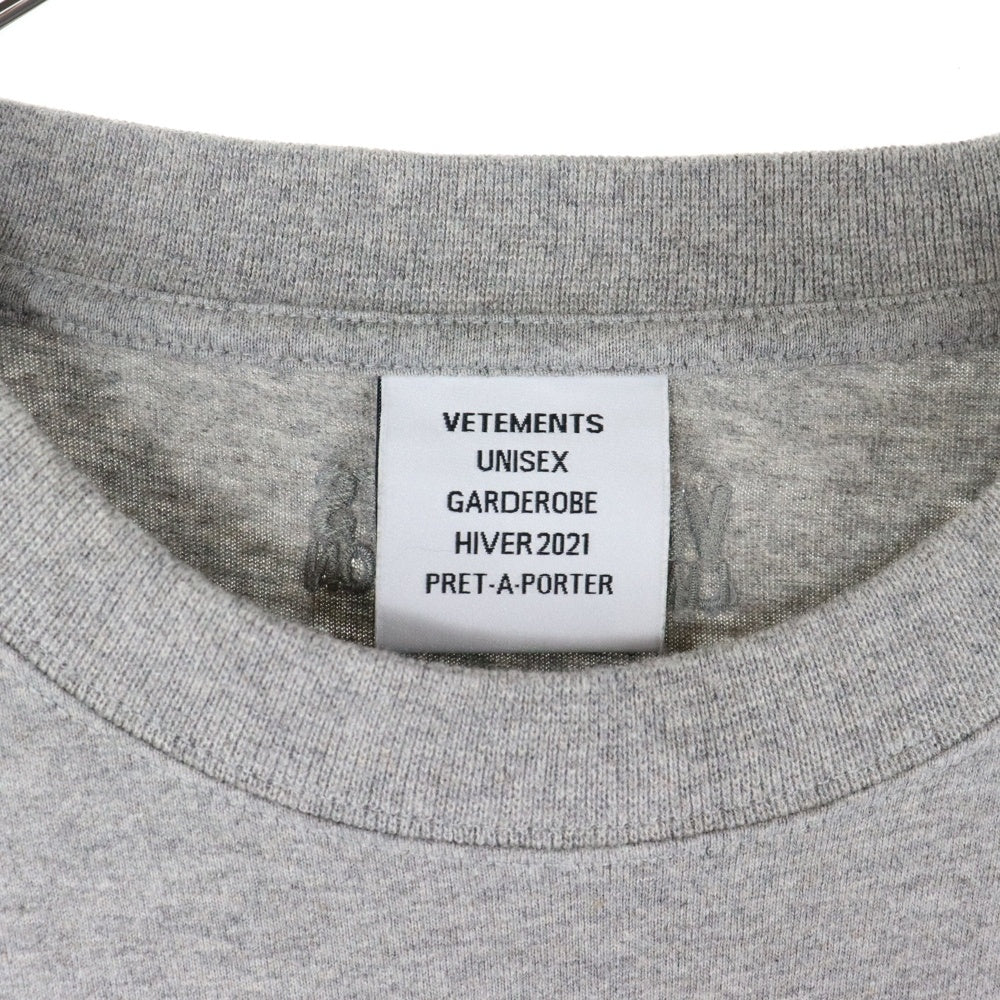 VETEMENTS
UNISEX
GARDEROBE
HIVER 2021
PRET-A-PORTER